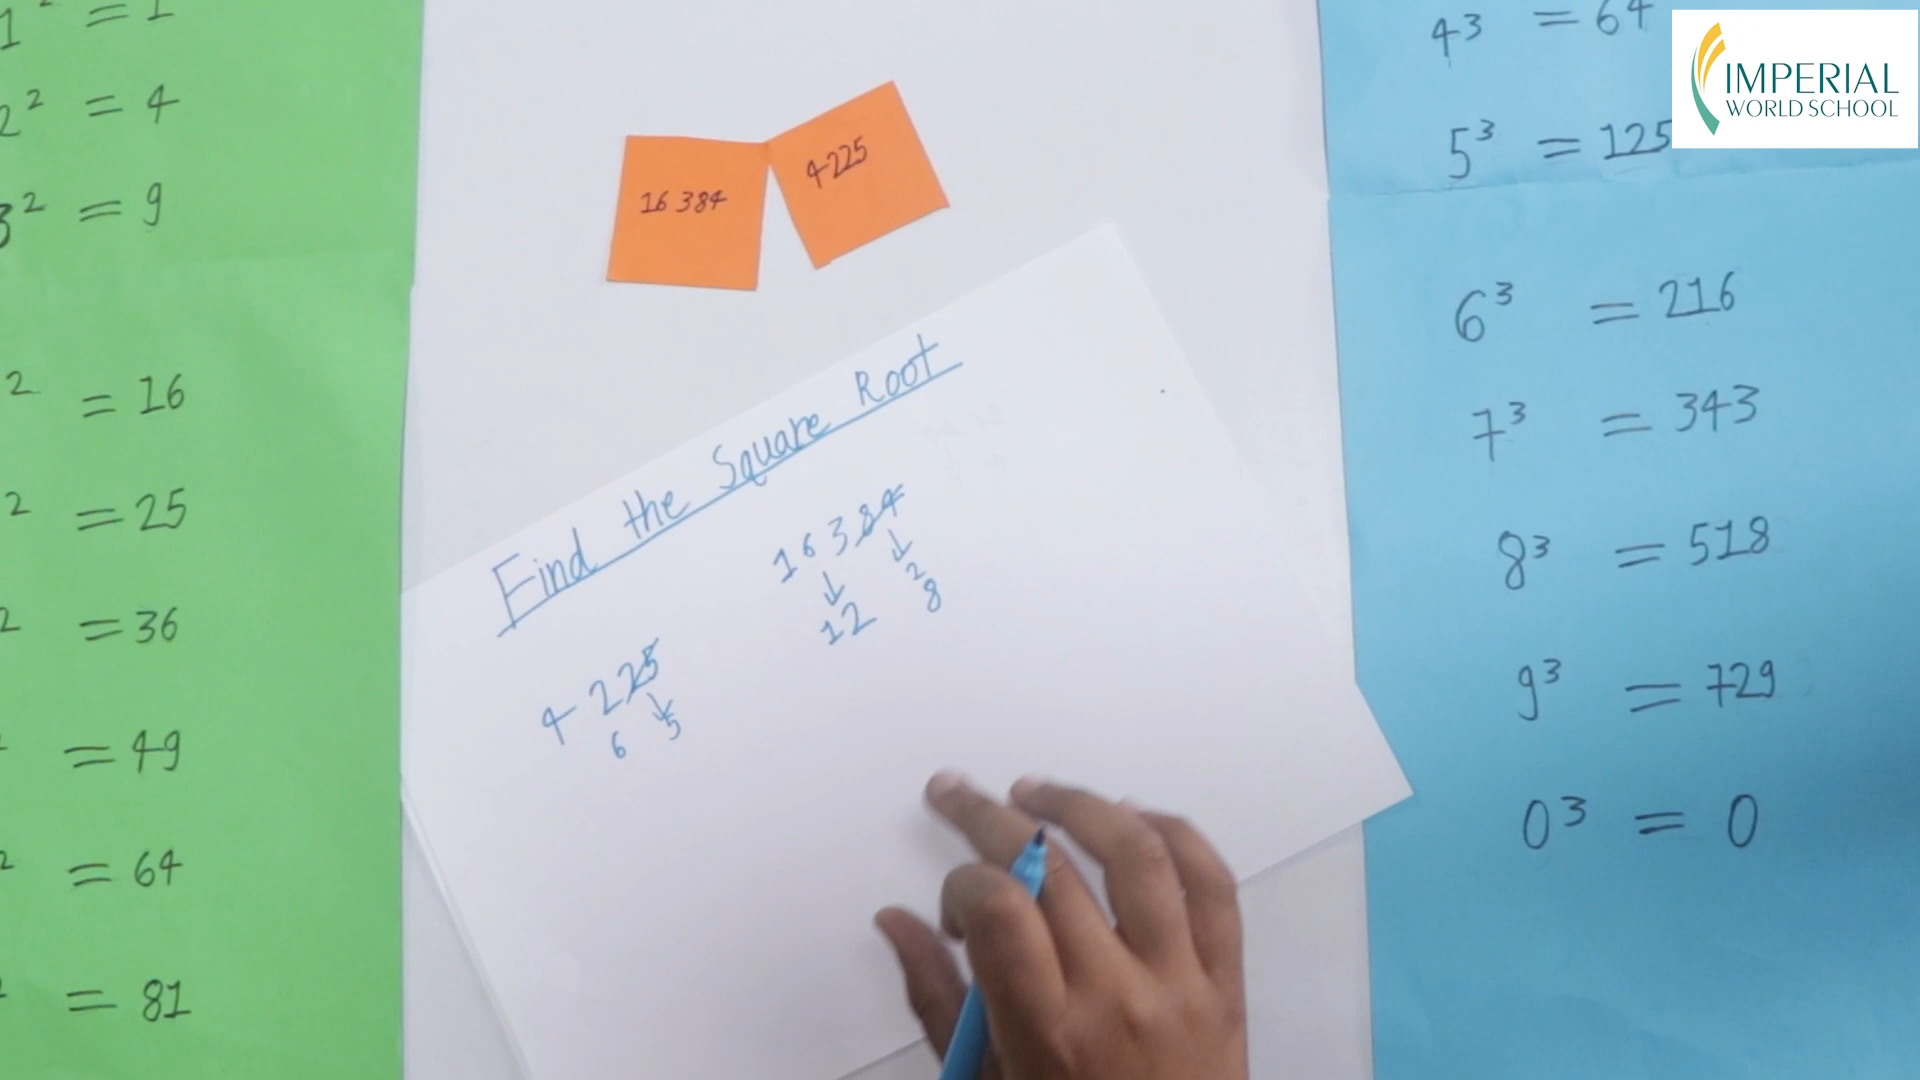 1² = 1
2² = 4
3² = 9
2 = 16
2 = 25
2 = 36
= 49
2 = 64
= 81
16 384
4225
Find the Square Root
16384
12 2
8
4225
6 5
4³ = 64
5³ = 125
6³ = 216
7³ = 343
8³ = 518
9³ = 729
0³ = 0
IMPERIAL
WORLD SCHOOL